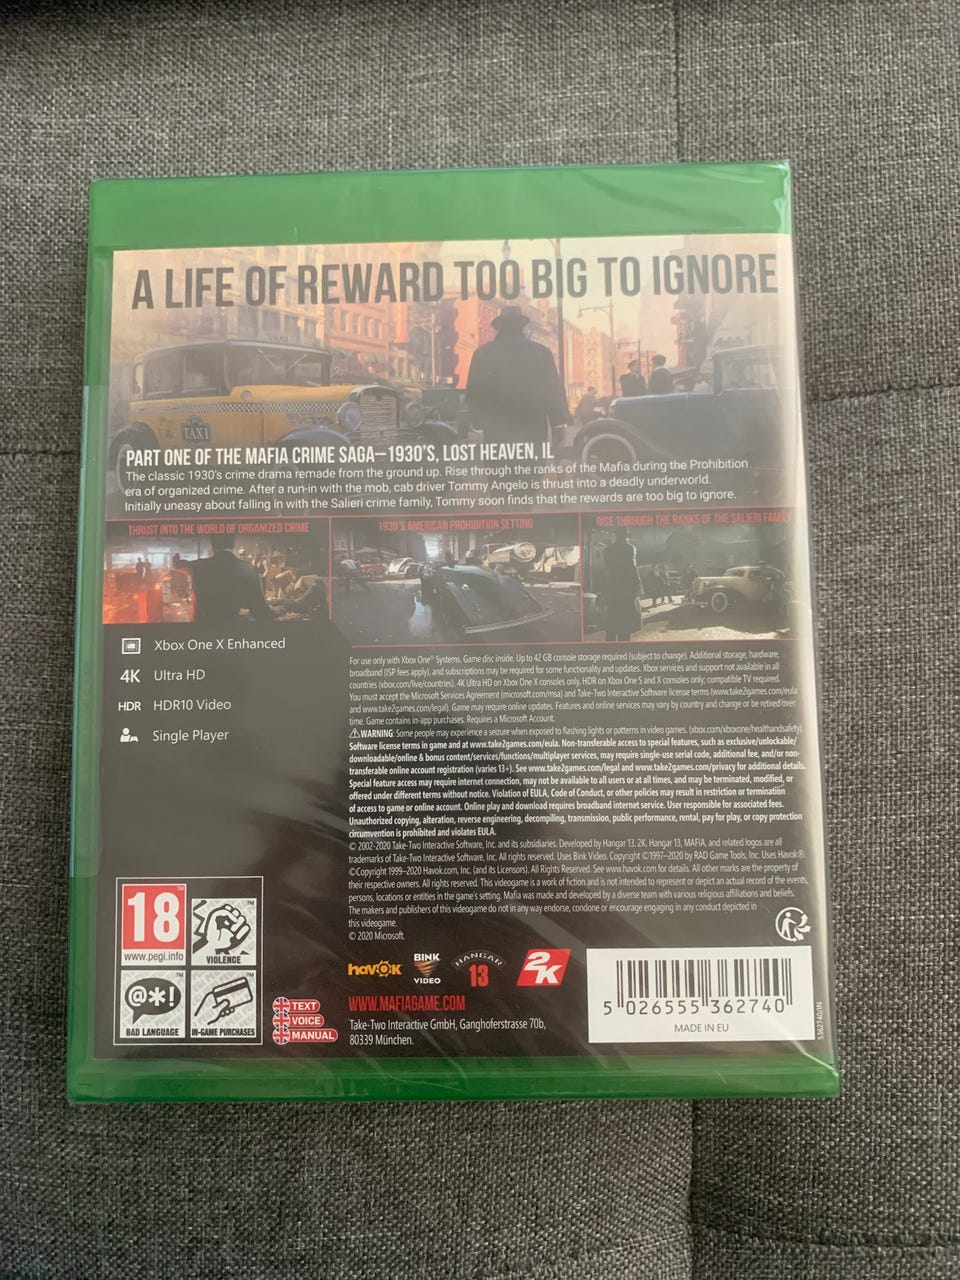 A LIFE OF REWARD TOO BIG TO IGNORE
TAXI
PART ONE OF THE MAFIA CRIME SAGA—1930'S, LOST HEAVEN, IL
The classic 1930's crime drama remade from the ground up. Rise through the ranks of the Mafia during the Prohibition
era of organized crime. After a run-in with the mob, cab driver Tommy Angelo is thrust into a deadly underworld.
Initially uneasy about falling in with the Salieri crime family, Tommy soon finds that the rewards are too big to ignore.
THRUST INTO THE WORLD OF ORGANIZED CRIME
1930'S AMERICAN PROHIBITION SETTING
RISE THROUGH THE RANKS OF THE SALIERI FAMILY
Xbox One X Enhanced
4K Ultra HD
HDR HDR10 Video
Single Player
For use only with Xbox One® Systems. Game disc inside. Up to 42 GB console storage required (subject to change). Additional storage, hardware,
broadband (ISP fees apply), and subscriptions may be required for some functionality and updates. Xbox services and support not available in all
countries (xbox.com/live/countries). 4K Ultra HD on Xbox One X consoles only, HDR on Xbox One S and X consoles only; compatible TV required.
You must accept the Microsoft Services Agreement (microsoft.com/msa) and Take-Two Interactive Software license terms (www.take2games.com/eula
and www.take2games.com/legal). Game may require online updates. Features and online services may vary by country and change or be retired over
time. Game contains in-app purchases. Requires a Microsoft Account.
⚠WARNING: Some people may experience a seizure when exposed to flashing lights or patterns in video games. (xbox.com/xboxone/healthandsafety).
Software license terms in game and at www.take2games.com/eula. Non-transferable access to special features, such as exclusive/unlockable/
downloadable/online & bonus content/services/functions/multiplayer services, may require single-use serial code, additional fee, and/or non-
transferable online account registration (varies 13+). See www.take2games.com/legal and www.take2games.com/privacy for additional details.
Special feature access may require internet connection, may not be available to all users or at all times, and may be terminated, modified, or
offered under different terms without notice. Violation of EULA, Code of Conduct, or other policies may result in restriction or termination
of access to game or online account. Online play and download requires broadband internet service. User responsible for associated fees.
Unauthorized copying, alteration, reverse engineering, decompiling, transmission, public performance, rental, pay for play, or copy protection
circumvention is prohibited and violates EULA.
© 2002-2020 Take-Two Interactive Software, Inc. and its subsidiaries. Developed by Hangar 13. 2K, Hangar 13, MAFIA, and related logos are all
trademarks of Take-Two Interactive Software, Inc. All rights reserved. Uses Bink Video. Copyright ©1997–2020 by RAD Game Tools, Inc. Uses Havok®.
©Copyright 1999–2020 Havok.com, Inc. (and its Licensors). All Rights Reserved. See www.havok.com for details. All other marks are the property of
their respective owners. All rights reserved. This videogame is a work of fiction and is not intended to represent or depict an actual record of the events,
persons, locations or entities in the game's setting. Mafia was made and developed by a diverse team with various religious affiliations and beliefs.
The makers and publishers of this videogame do not in any way endorse, condone or encourage engaging in any conduct depicted in
this videogame.
© 2020 Microsoft.
18
www.pegi.info
VIOLENCE
@*!
BAD LANGUAGE
IN-GAME PURCHASES
TEXT
VOICE
MANUAL
havok
BINK
VIDEO
HANGAR
13
2K
WWW.MAFIAGAME.COM
Take-Two Interactive GmbH, Ganghoferstrasse 70b,
80339 München.
5 026555 362740
MADE IN EU
5362740/IN